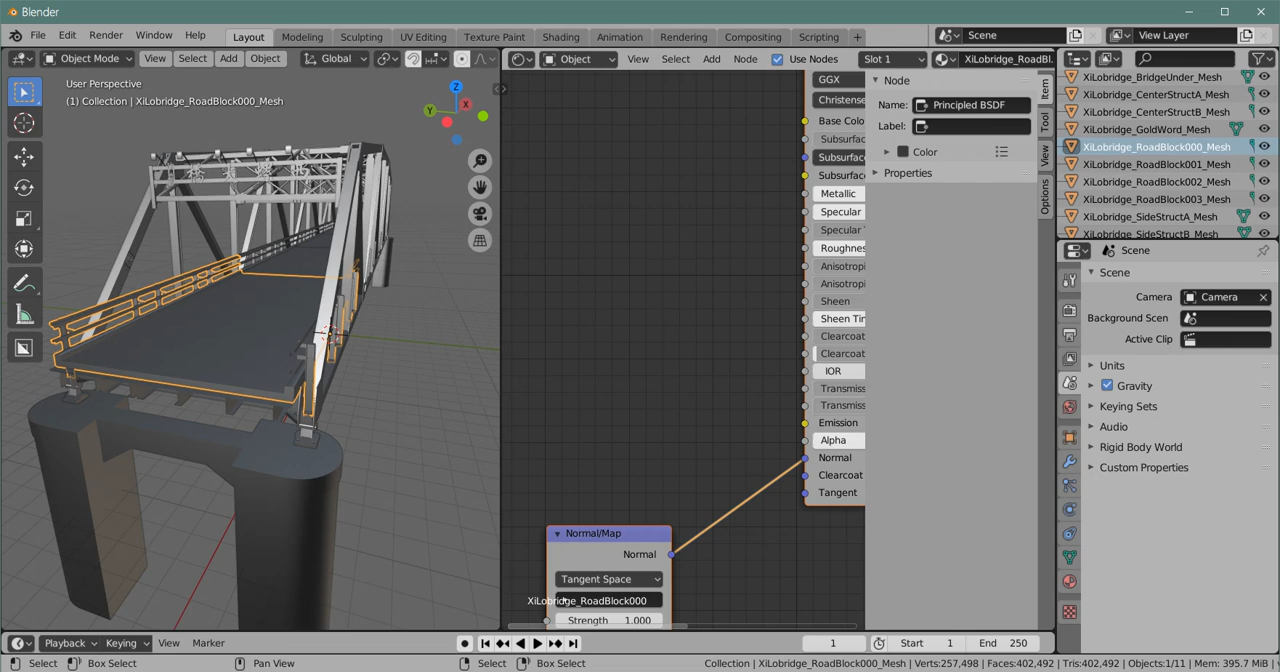 Blender
File Edit Render Window Help
Layout Modeling Sculpting UV Editing Texture Paint Shading Animation Rendering Compositing Scripting +
Scene
View Layer
Object Mode View Select Add Object Global
Object View Select Add Node Use Nodes Slot 1 XiLobridge_RoadBl.
User Perspective
(1) Collection | XiLobridge_RoadBlock000_Mesh
Z
Y
X
GGX
Christense
Base Colo
Subsurfac
Subsurfac
Subsurfac
Metallic
Specular
Specular
Roughnes
Anisotropi
Anisotropi
Sheen
Sheen Tin
Clearcoat
Clearcoat
IOR
Transmiss
Transmiss
Emission
Alpha
Normal
Clearcoat
Tangent
Normal/Map
Normal
Tangent Space
XiLobridge_RoadBlock000
Strength 1.000
Node
Name: Principled BSDF
Label:
Color
Properties
Item
Tool
View
Options
XiLobridge_BridgeUnder_Mesh
XiLobridge_CenterStructA_Mesh
XiLobridge_CenterStructB_Mesh
XiLobridge_GoldWord_Mesh
XiLobridge_RoadBlock000_Mesh
XiLobridge_RoadBlock001_Mesh
XiLobridge_RoadBlock002_Mesh
XiLobridge_RoadBlock003_Mesh
XiLobridge_SideStructA_Mesh
XiLobridge_SideStructB_Mesh
Scene
Scene
Camera Camera
Background Scen
Active Clip
Units
Gravity
Keying Sets
Audio
Rigid Body World
Custom Properties
Playback Keying View Marker
1 Start 1 End 250
Select Box Select Pan View Select Box Select
Collection | XiLobridge_RoadBlock000_Mesh | Verts:257,498 | Faces:402,492 | Tris:402,492 | Objects:1/11 | Mem: 395.7 MiB